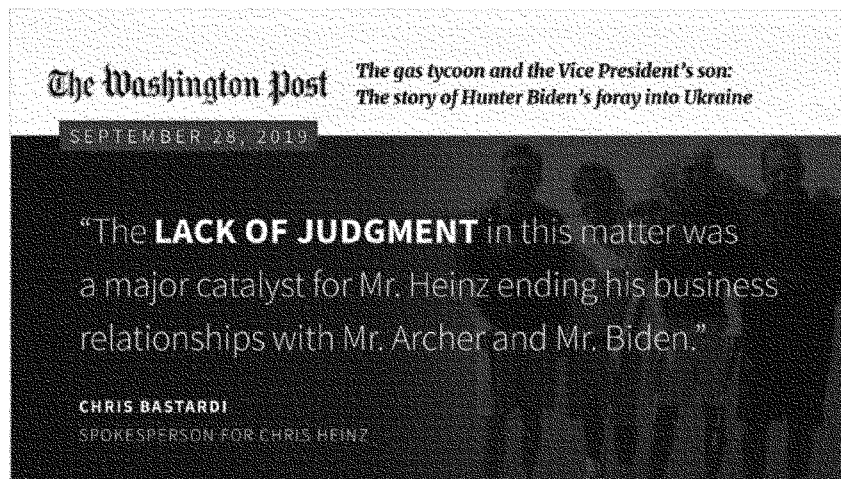 The Washington Post
The gas tycoon and the Vice President's son:
The story of Hunter Biden's foray into Ukraine
SEPTEMBER 28, 2019
“The LACK OF JUDGMENT in this matter was
a major catalyst for Mr. Heinz ending his business
relationships with Mr. Archer and Mr. Biden.”
CHRIS BASTARDI
SPOKESPERSON FOR CHRIS HEINZ